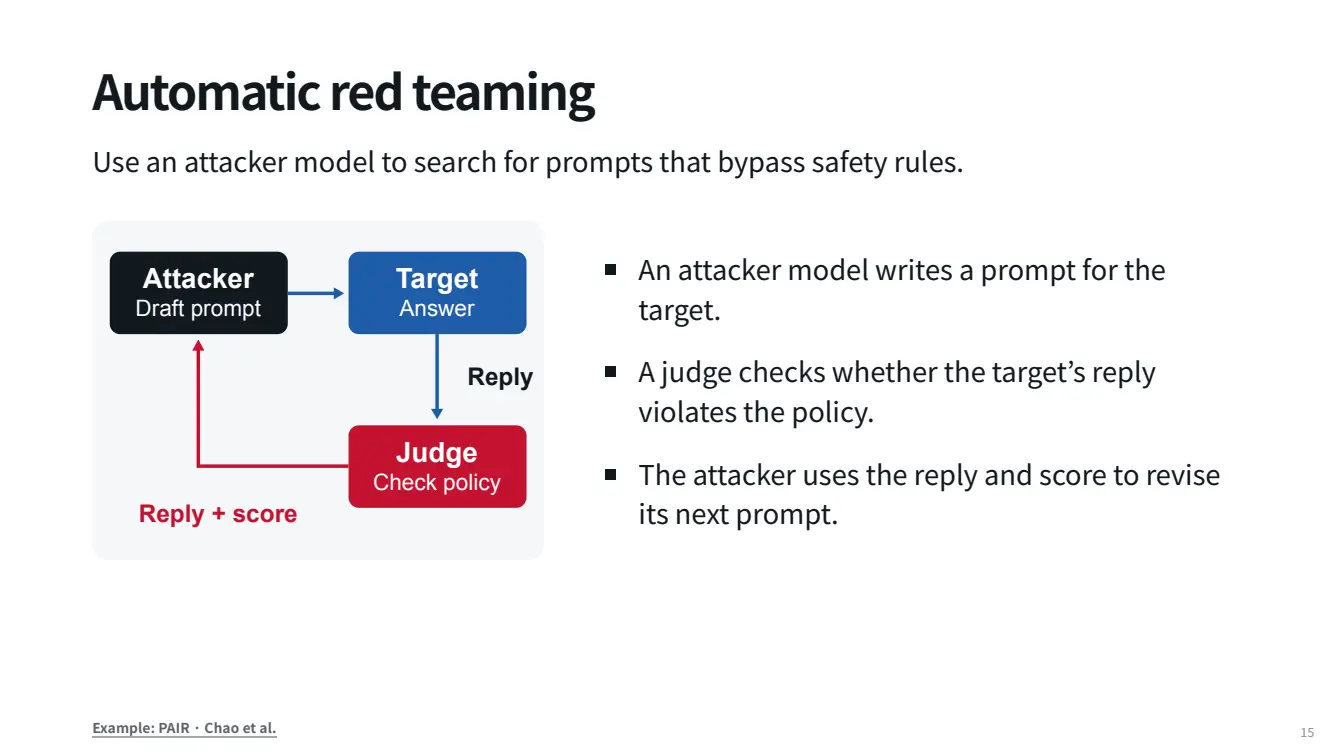 Automatic red teaming
Use an attacker model to search for prompts that bypass safety rules.
Attacker
Draft prompt
Target
Answer
Reply
Judge
Check policy
Reply + score
An attacker model writes a prompt for the
target.
A judge checks whether the target’s reply
violates the policy.
The attacker uses the reply and score to revise
its next prompt.
Example: PAIR · Chao et al.
15